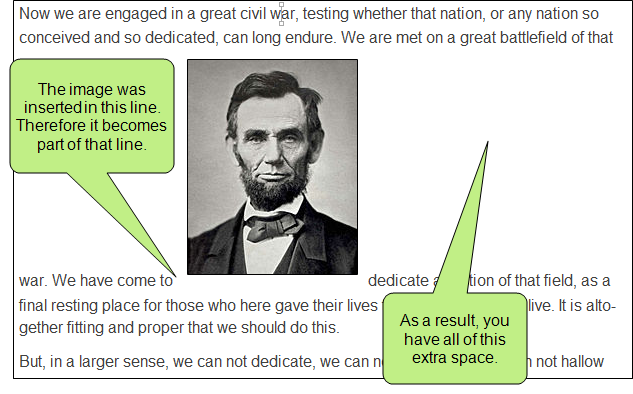 Now we are engaged in a great civil war, testing whether that nation, or any nation so
conceived and so dedicated, can long endure. We are met on a great battlefield of that
The image was
inserted in this line.
Therefore it becomes
part of that line.
war. We have come to dedicate a tion of that field, as a
final resting place for those who here gave their lives live. It is alto-
gether fitting and proper that we should do this.
As a result, you
have all of this
extra space.
But, in a larger sense, we can not dedicate, we can not hallow